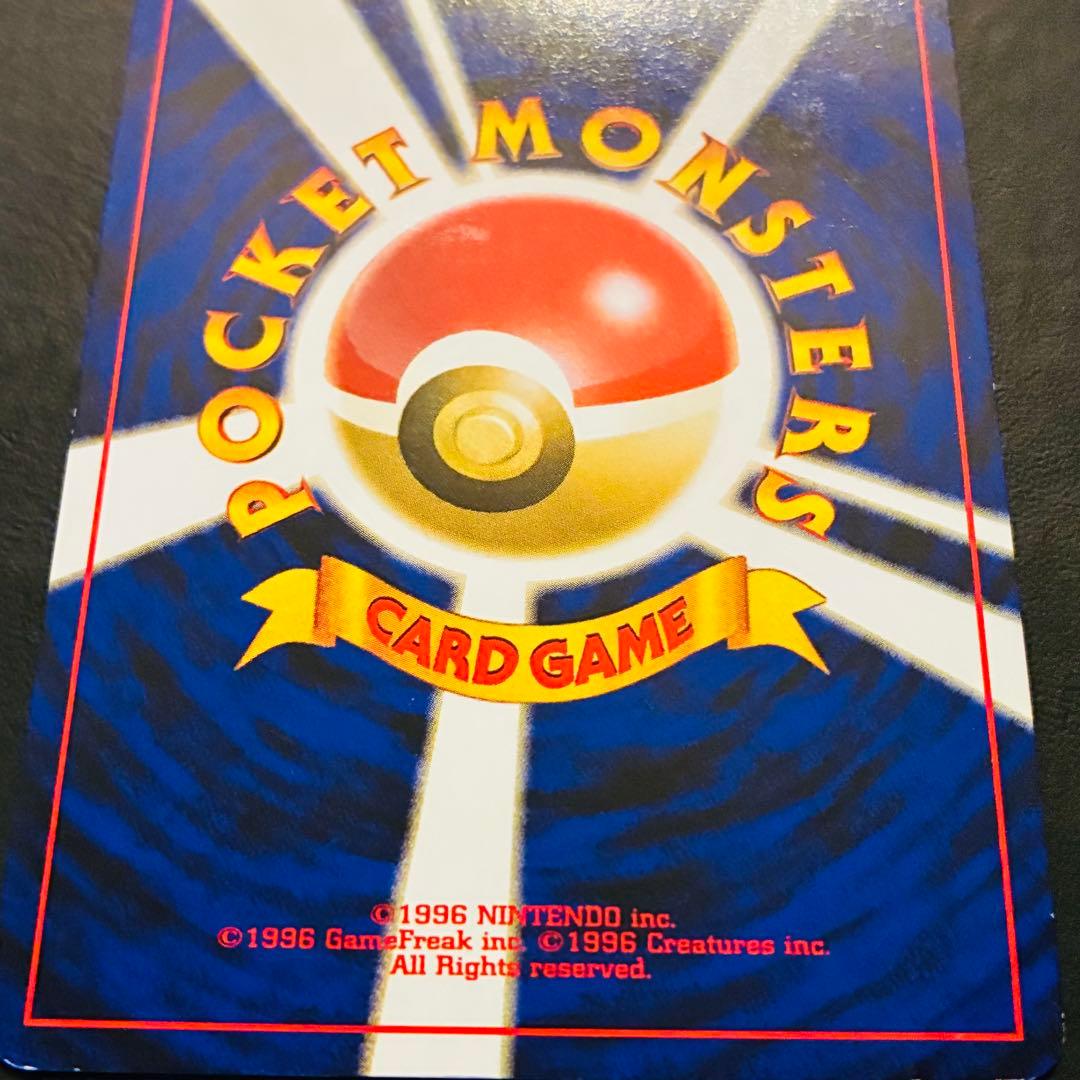 POCKET MONSTERS
CARD GAME
©1996 NINTENDO inc.
©1996 GameFreak inc. ©1996 Creatures inc.
All Rights reserved.